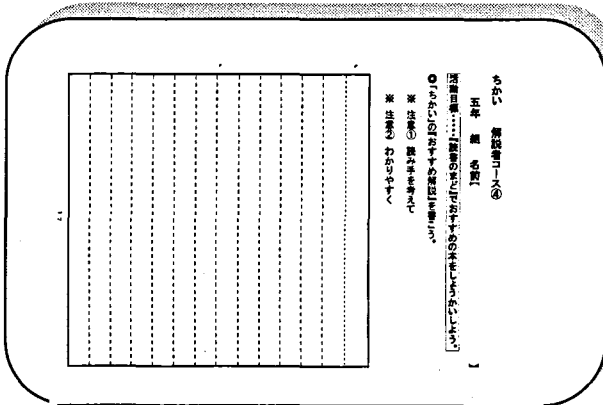 ちかい 解説者コース④
五年 組 名前【 】
活動目標……『読書のまど』でおすすめの本をしょうかいしよう。
◎「ちかい」の『おすすめ解説』を書こう。
※ 注意① 読み手を考えて
※ 注意② わかりやすく